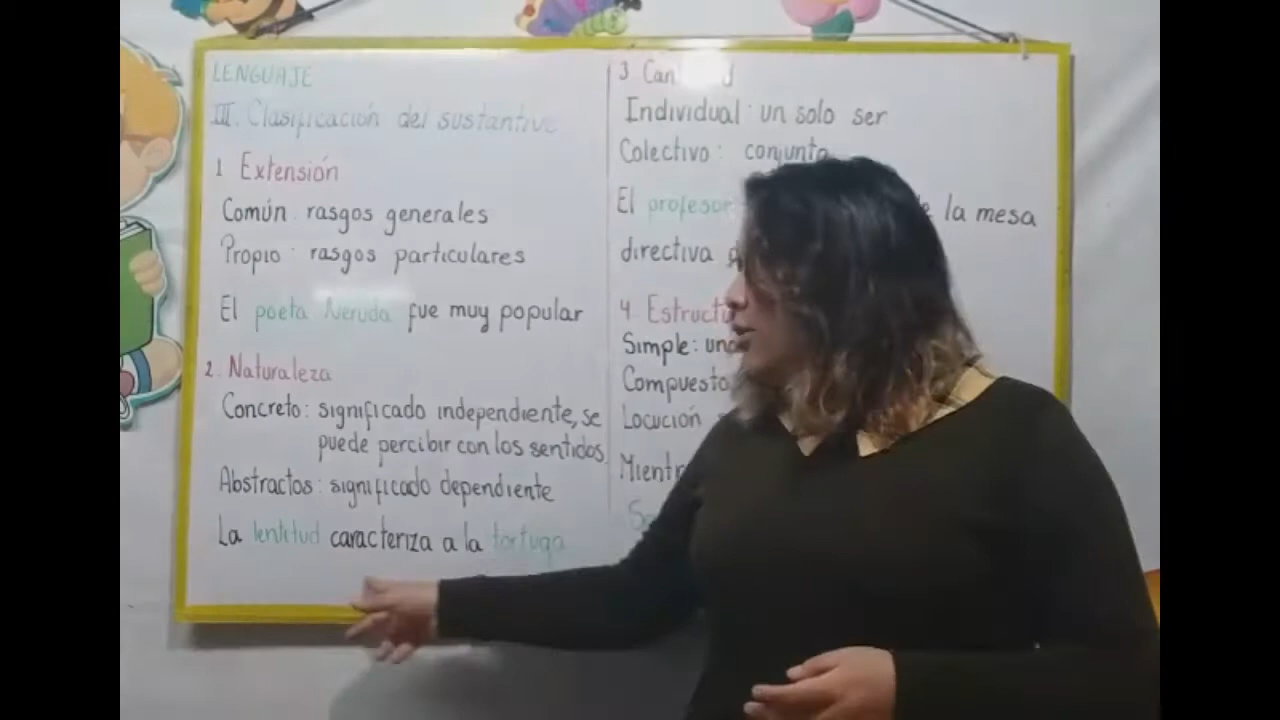 LENGUAJE
III. Clasificación del sustantivo
1 Extensión
Común: rasgos generales
Propio: rasgos particulares
El poeta Neruda fue muy popular
2. Naturaleza
Concreto: significado independiente, se
puede percibir con los sentidos
Abstractos: significado dependiente
La lentitud caracteriza a la tortuga
3
Individual: un solo ser
Colectivo: conjunto
El profesor la mesa
directiva
4. Estructu
Simple: una
Compuesto
Locución
Mientr